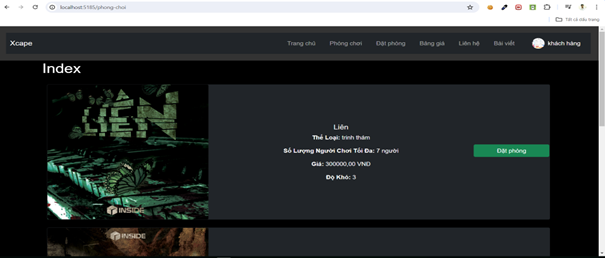 localhost:5185/phong-choi
Tất cả dấu trang
Xcape
Trang chủ
Phòng chơi
Đặt phòng
Bảng giá
Liên hệ
Bài viết
khách hàng
Index
LIÊN
INSIDE
Liên
Thể Loại: trinh thám
Số Lượng Người Chơi Tối Đa: 7 người
Giá: 300000,00 VNĐ
Độ Khó: 3
Đặt phòng
INSIDE